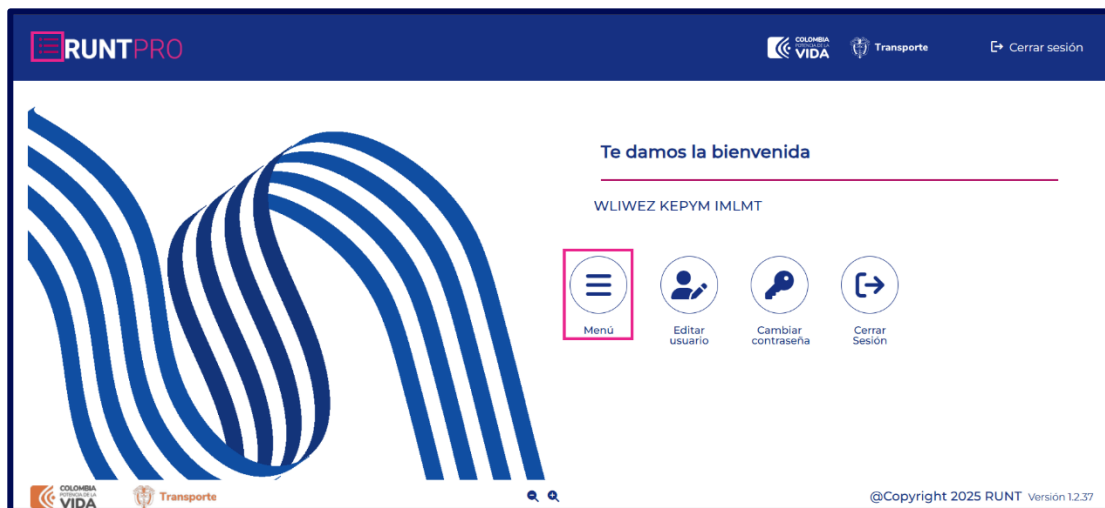 RUNTPRO
COLOMBIA
POTENCIA DE LA
VIDA
Transporte
Cerrar sesión
Te damos la bienvenida
WLIWEZ KEPYM IMLMT
Menú
Editar
usuario
Cambiar
contraseña
Cerrar
Sesión
COLOMBIA
POTENCIA DE LA
VIDA
Transporte
@Copyright 2025 RUNT Versión 1.2.37